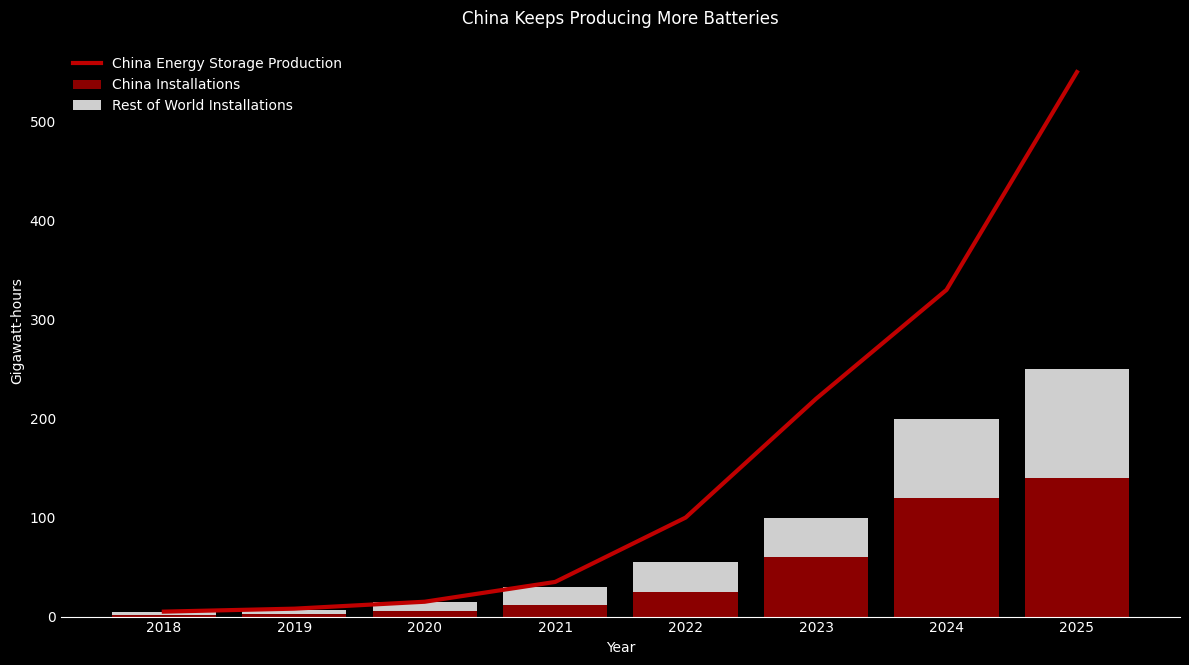 China Keeps Producing More Batteries
China Energy Storage Production
China Installations
Rest of World Installations
500
400
300
200
100
0
Gigawatt-hours
2018 2019 2020 2021 2022 2023 2024 2025
Year